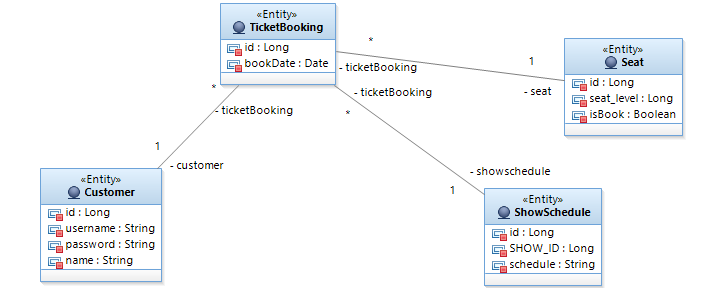 «Entity»
TicketBooking
id : Long
bookDate : Date
*
- ticketBooking
1
- seat
«Entity»
Seat
id : Long
seat_level : Long
isBook : Boolean
*
- ticketBooking
- ticketBooking
*
1
- customer
- showschedule
1
«Entity»
Customer
id : Long
username : String
password : String
name : String
«Entity»
ShowSchedule
id : Long
SHOW_ID : Long
schedule : String